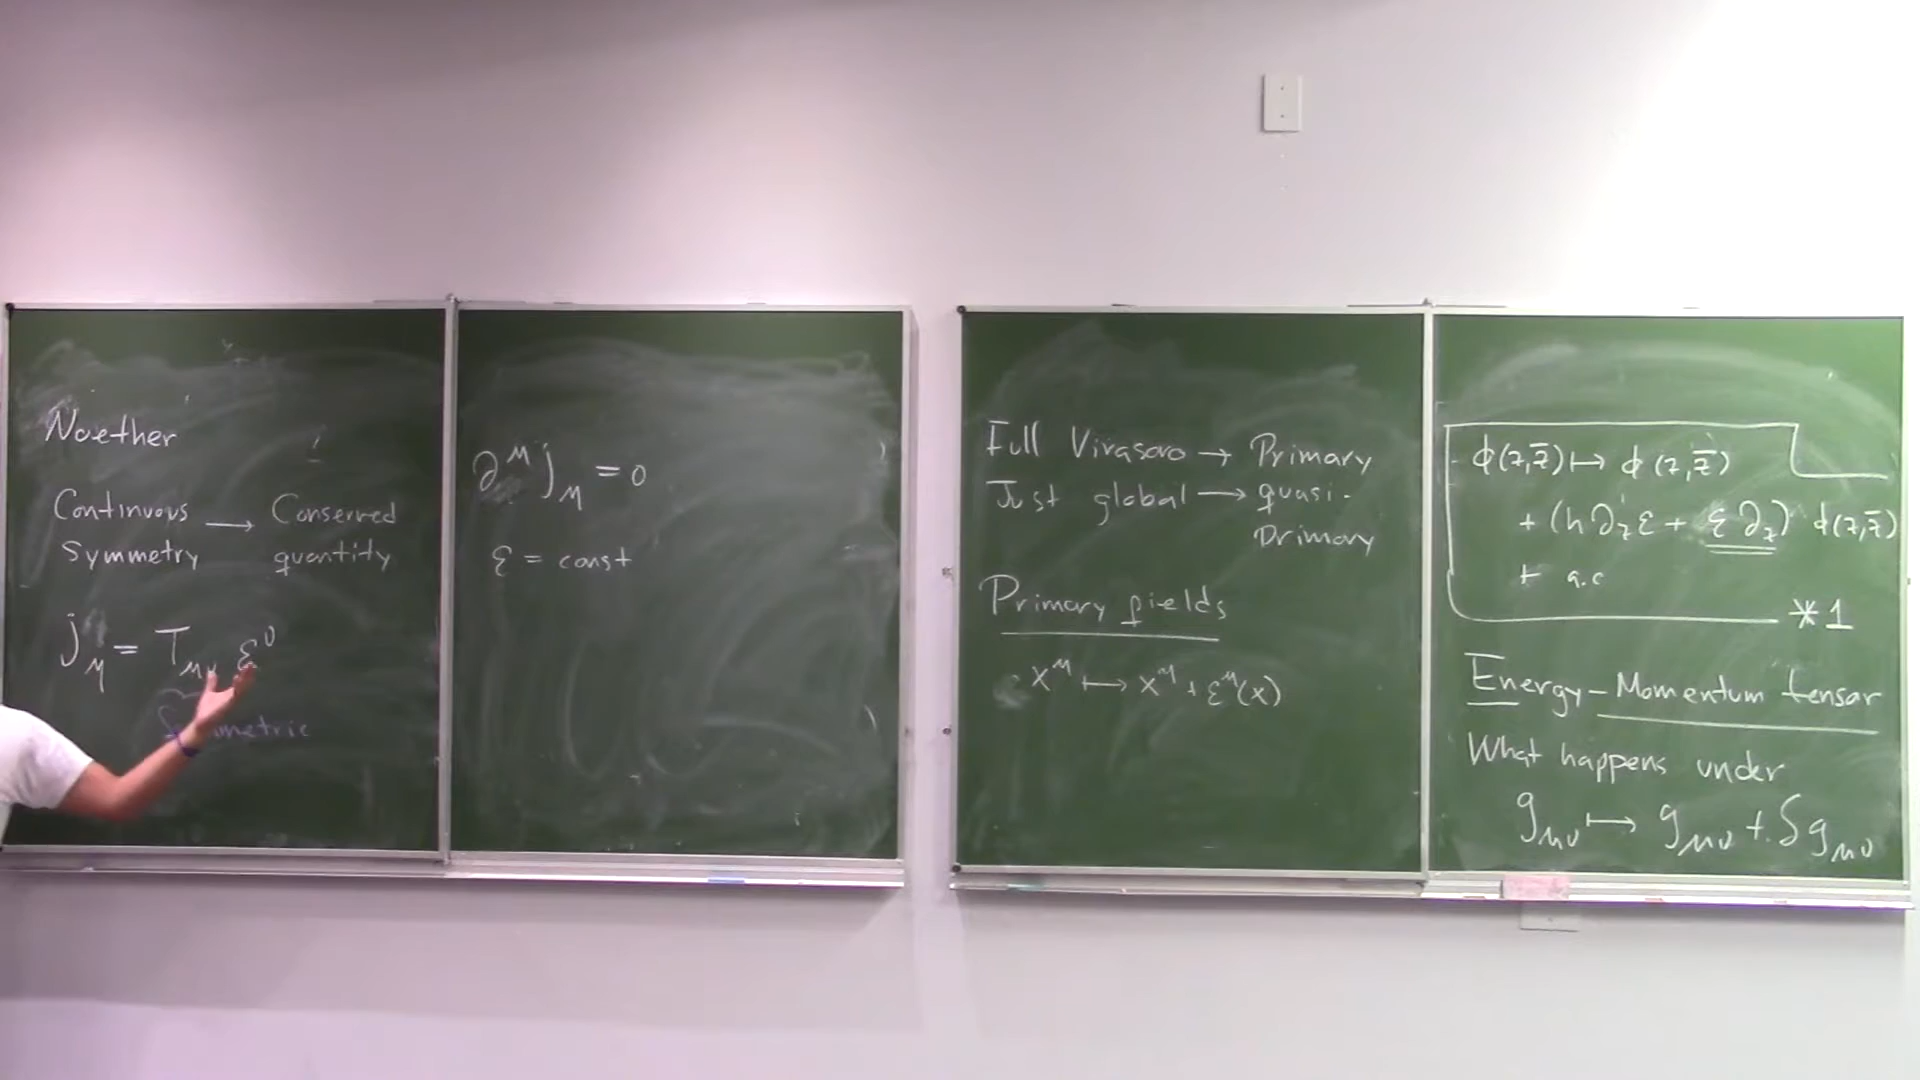 Noether
Continuous → Conserved
Symmetry quantity
j_μ = T_μν ε^ν
Symmetric
∂^μ j_μ = 0
ε = const
Full Virasoro → Primary
Just global → quasi-
Primary
Primary fields
x^μ ↦ x^μ + ε^μ(x)
ϕ(z,z̄) ↦ ϕ(z,z̄)
+ (h∂_z ε + ε∂_z) ϕ(z,z̄)
+ a.c
*1
Energy-Momentum tensor
What happens under
g_μν ↦ g_μν + δg_μν